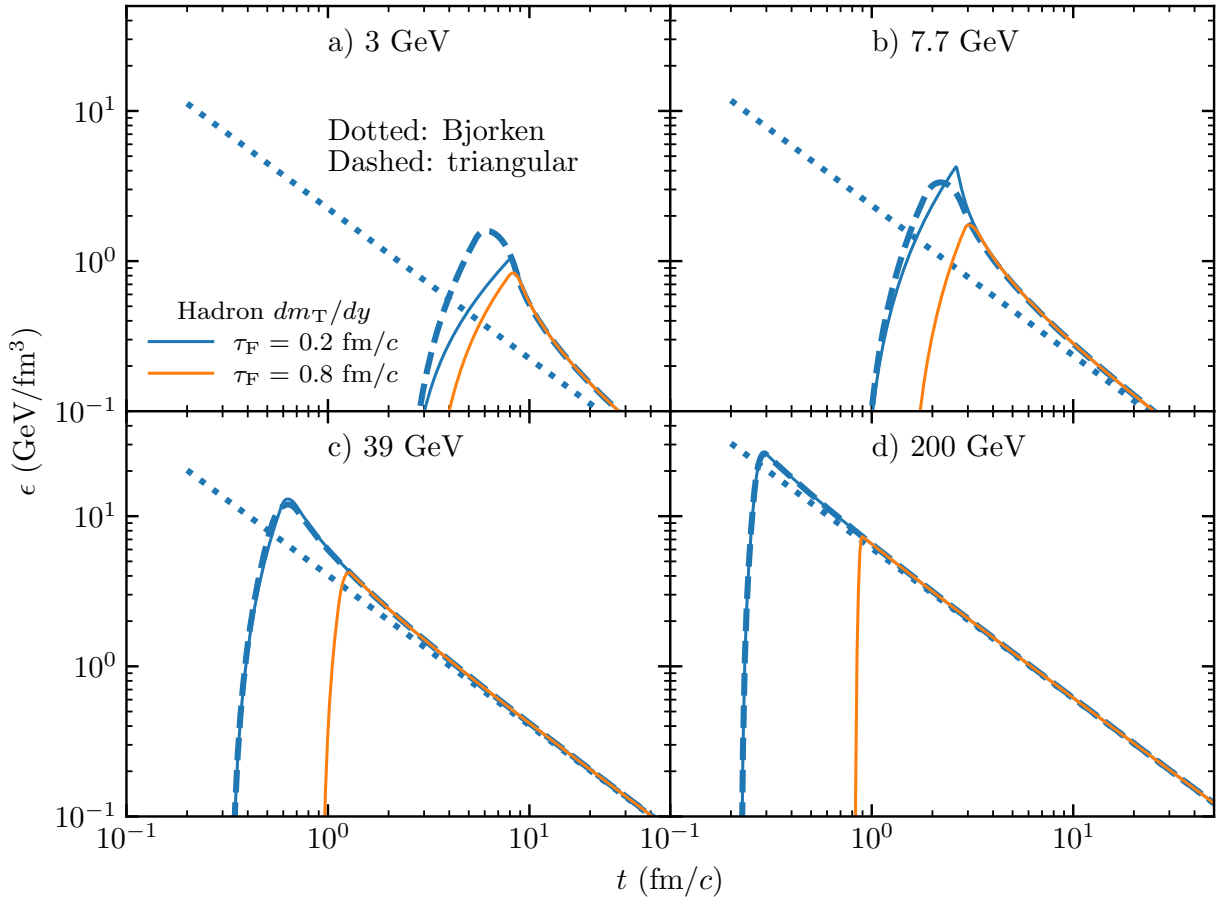 a) 3 GeV
b) 7.7 GeV
10^1
Dotted: Bjorken
Dashed: triangular
10^0
Hadron dm_T/dy
τ_F = 0.2 fm/c
τ_F = 0.8 fm/c
10^−1
c) 39 GeV
d) 200 GeV
ϵ (GeV/fm^3)
10^1
10^0
10^−1
10^−1
10^0
10^1
10^−1
10^0
10^1
t (fm/c)